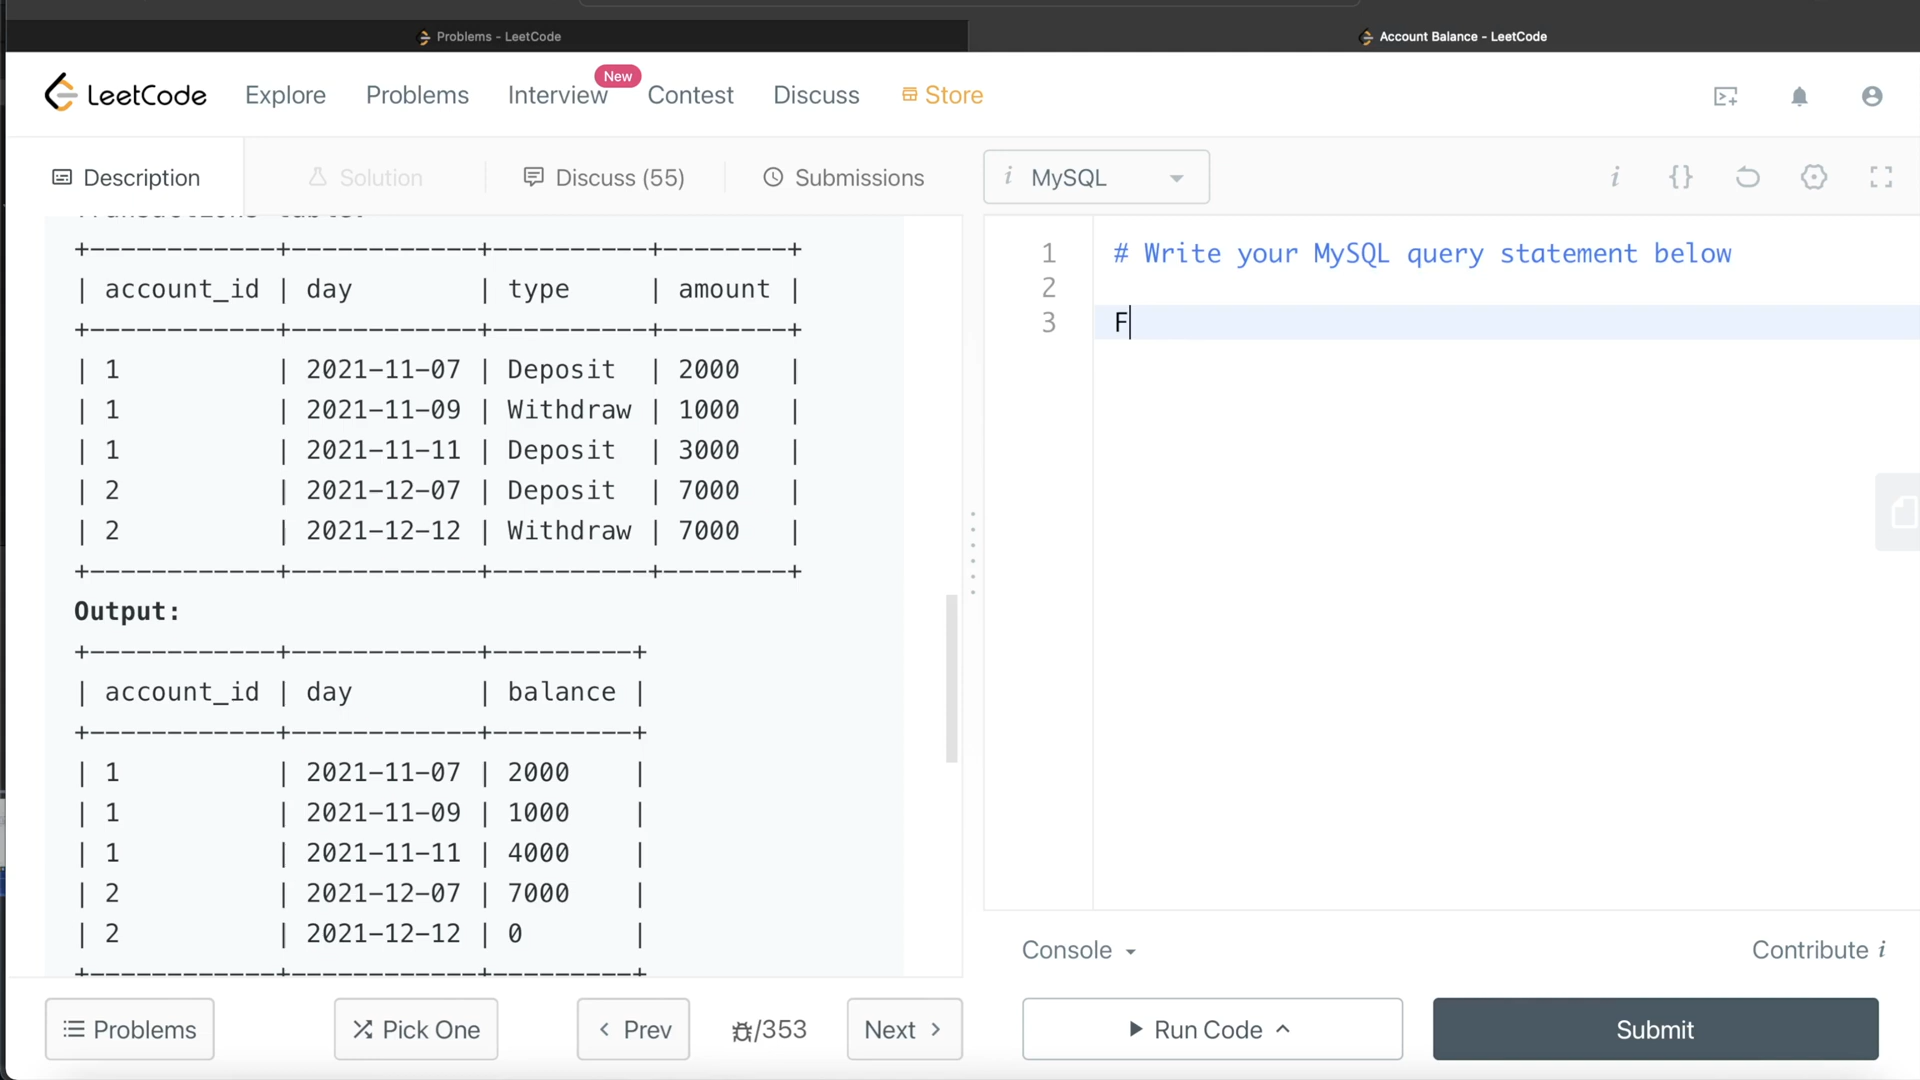 Problems - LeetCode
Account Balance - LeetCode
LeetCode Explore Problems Interview New Contest Discuss Store
Description Solution Discuss (55) Submissions
i MySQL i {}
+------------+------------+----------+--------+
| account_id | day        | type     | amount |
+------------+------------+----------+--------+
| 1          | 2021-11-07 | Deposit  | 2000   |
| 1          | 2021-11-09 | Withdraw | 1000   |
| 1          | 2021-11-11 | Deposit  | 3000   |
| 2          | 2021-12-07 | Deposit  | 7000   |
| 2          | 2021-12-12 | Withdraw | 7000   |
+------------+------------+----------+--------+
Output:
+------------+------------+---------+
| account_id | day        | balance |
+------------+------------+---------+
| 1          | 2021-11-07 | 2000    |
| 1          | 2021-11-09 | 1000    |
| 1          | 2021-11-11 | 4000    |
| 2          | 2021-12-07 | 7000    |
| 2          | 2021-12-12 | 0       |
+------------+------------+---------+
1 # Write your MySQL query statement below
2
3 F
Console
Contribute i
Problems Pick One Prev /353 Next
Run Code
Submit